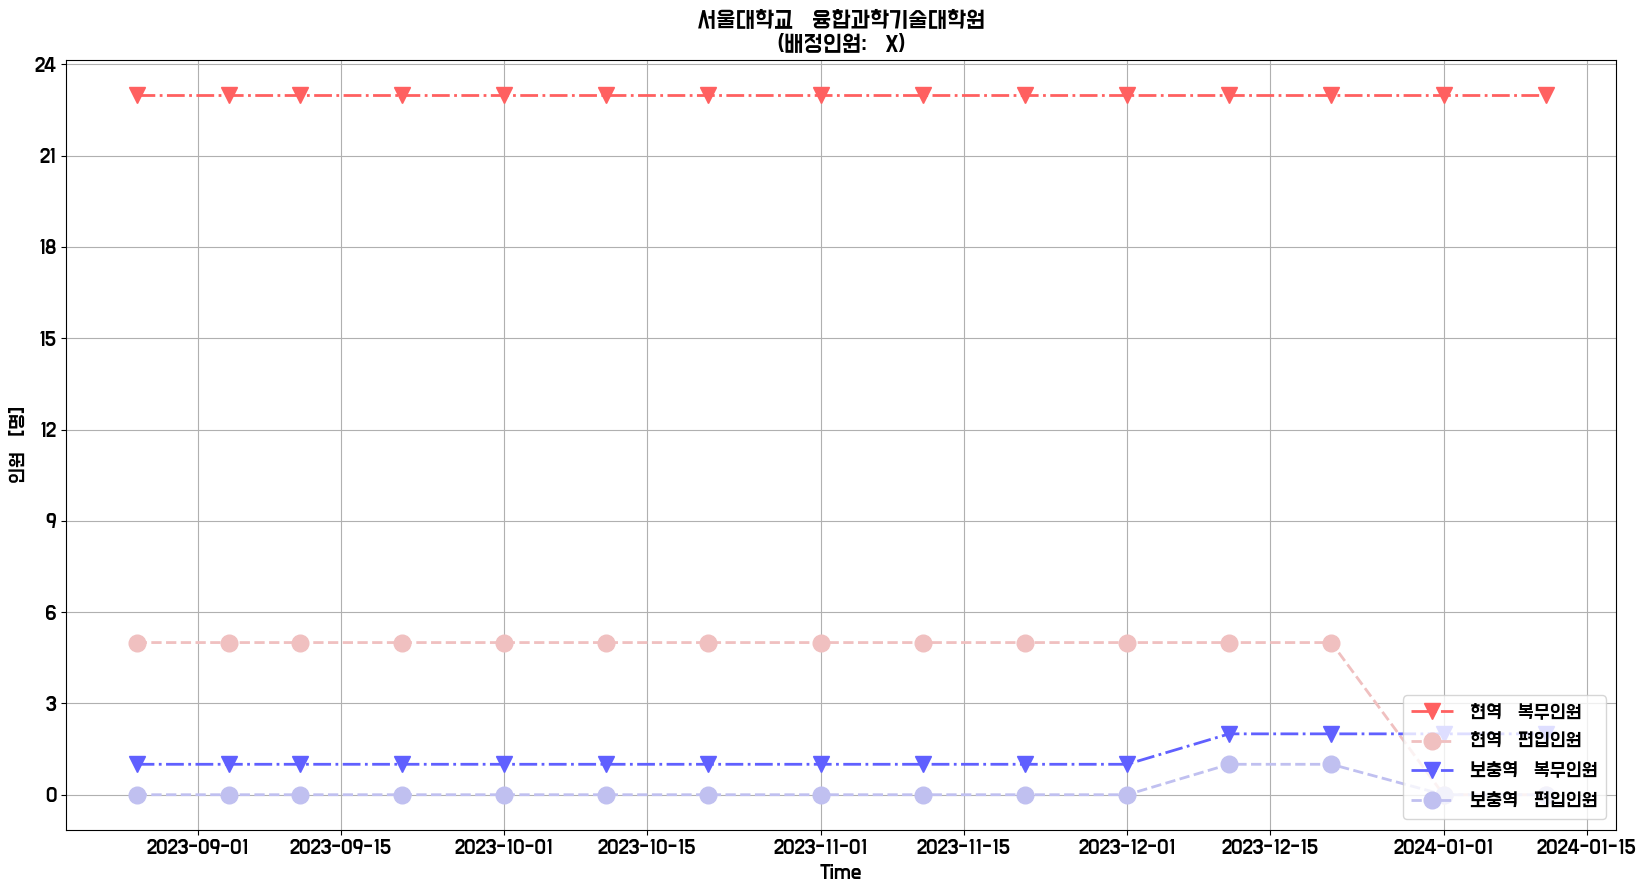 서울대학교 융합과학기술대학원
(배정인원: X)
24
21
18
15
12
9
6
3
0
인원 [명]
현역 복무인원
현역 편입인원
보충역 복무인원
보충역 편입인원
2023-09-01 2023-09-15 2023-10-01 2023-10-15 2023-11-01 2023-11-15 2023-12-01 2023-12-15 2024-01-01 2024-01-15
Time